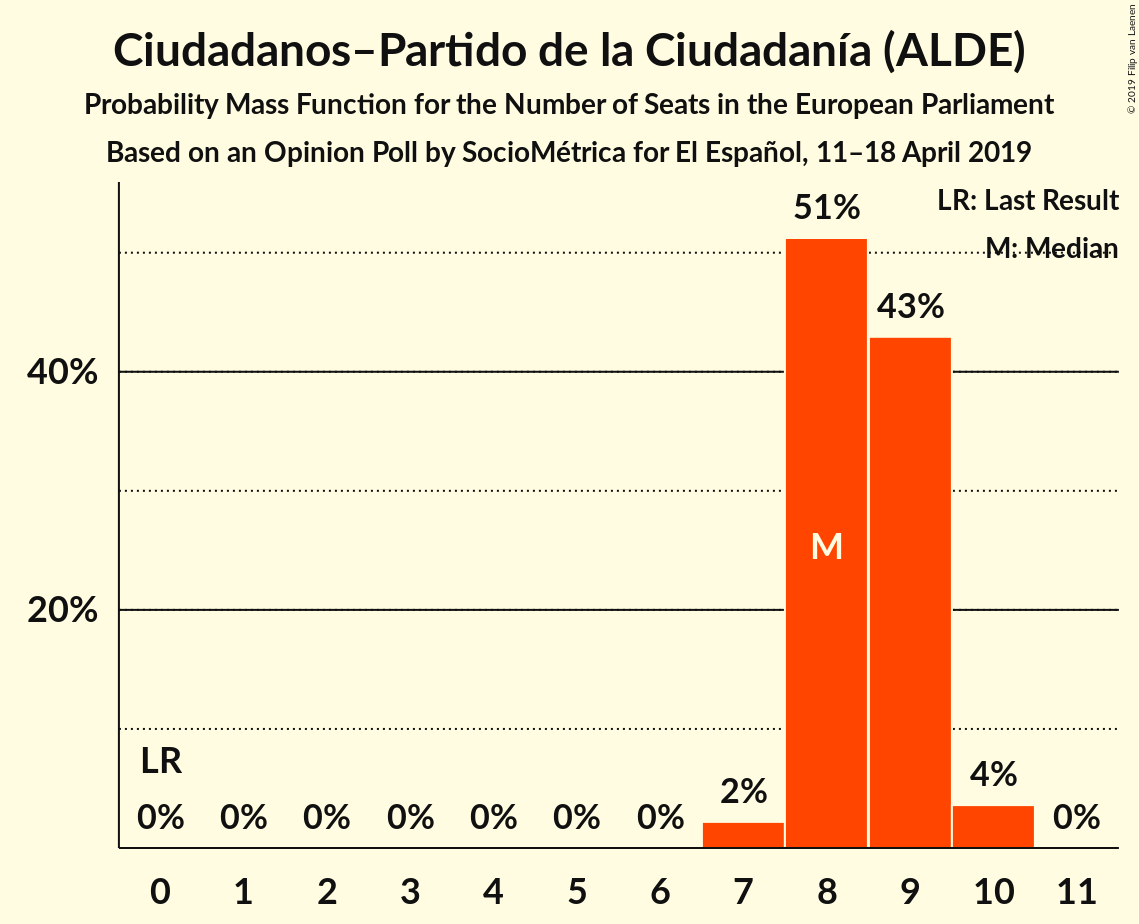 Ciudadanos–Partido de la Ciudadanía (ALDE)
Probability Mass Function for the Number of Seats in the European Parliament
Based on an Opinion Poll by SocioMétrica for El Español, 11–18 April 2019
© 2019 Filip van Laenen
LR: Last Result
M: Median
51%
43%
40%
M
20%
LR
4%
2%
0% 0% 0% 0% 0% 0% 0% 0%
0 1 2 3 4 5 6 7 8 9 10 11